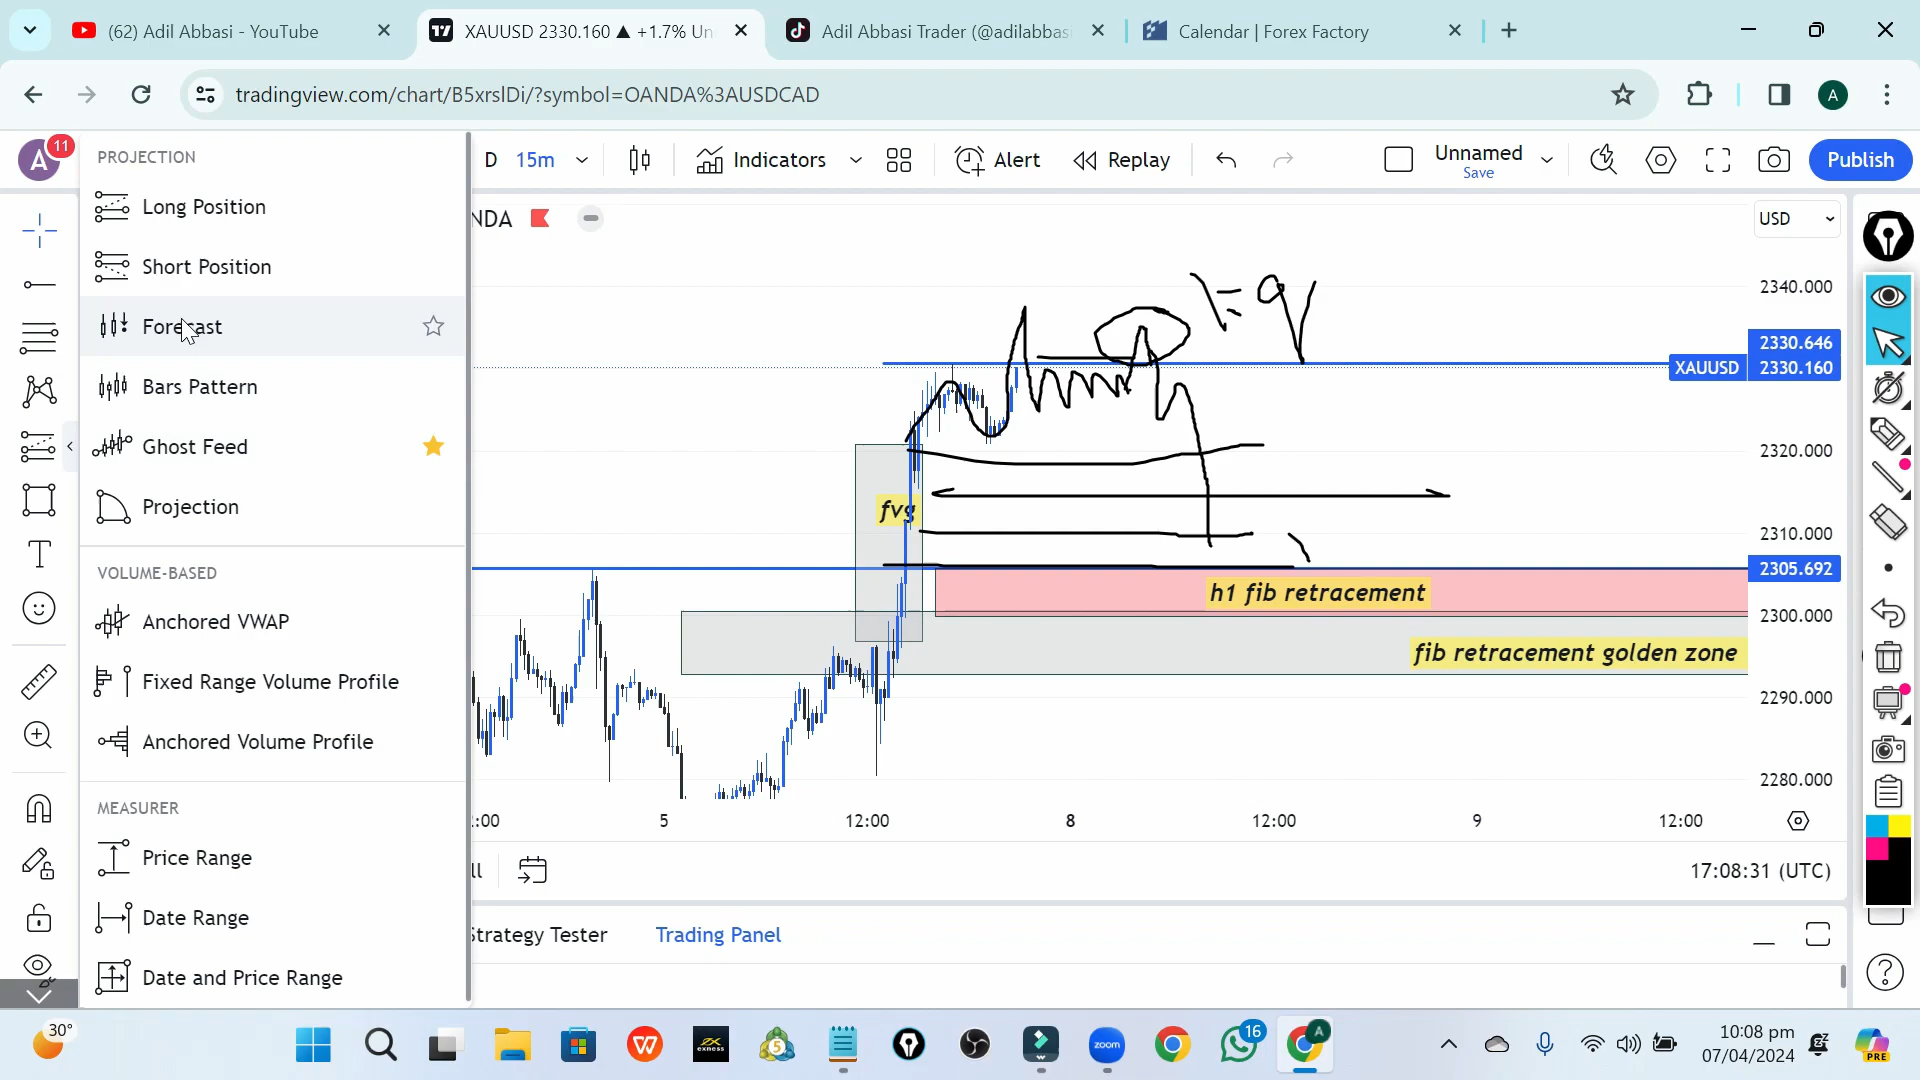 (62) Adil Abbasi - YouTube
XAUUSD 2330.160 ▲ +1.7% Un
Adil Abbasi Trader (@adilabbas
Calendar | Forex Factory
tradingview.com/chart/B5xrslDi/?symbol=OANDA%3AUSDCAD
A
A
11
PROJECTION
D
15m
Indicators
Alert
Replay
Unnamed
Save
Publish
Long Position
NDA
USD
Short Position
2340.000
Forecast
2330.646
XAUUSD
2330.160
Bars Pattern
Ghost Feed
2320.000
Projection
fvg
2310.000
VOLUME-BASED
2305.692
h1 fib retracement
Anchored VWAP
2300.000
fib retracement golden zone
Fixed Range Volume Profile
2290.000
Anchored Volume Profile
2280.000
MEASURER
:00
5
12:00
8
12:00
9
12:00
Price Range
ll
17:08:31 (UTC)
Date Range
Strategy Tester
Trading Panel
Date and Price Range
30°
exness
5
zoom
16
A
10:08 pm
07/04/2024
PRE